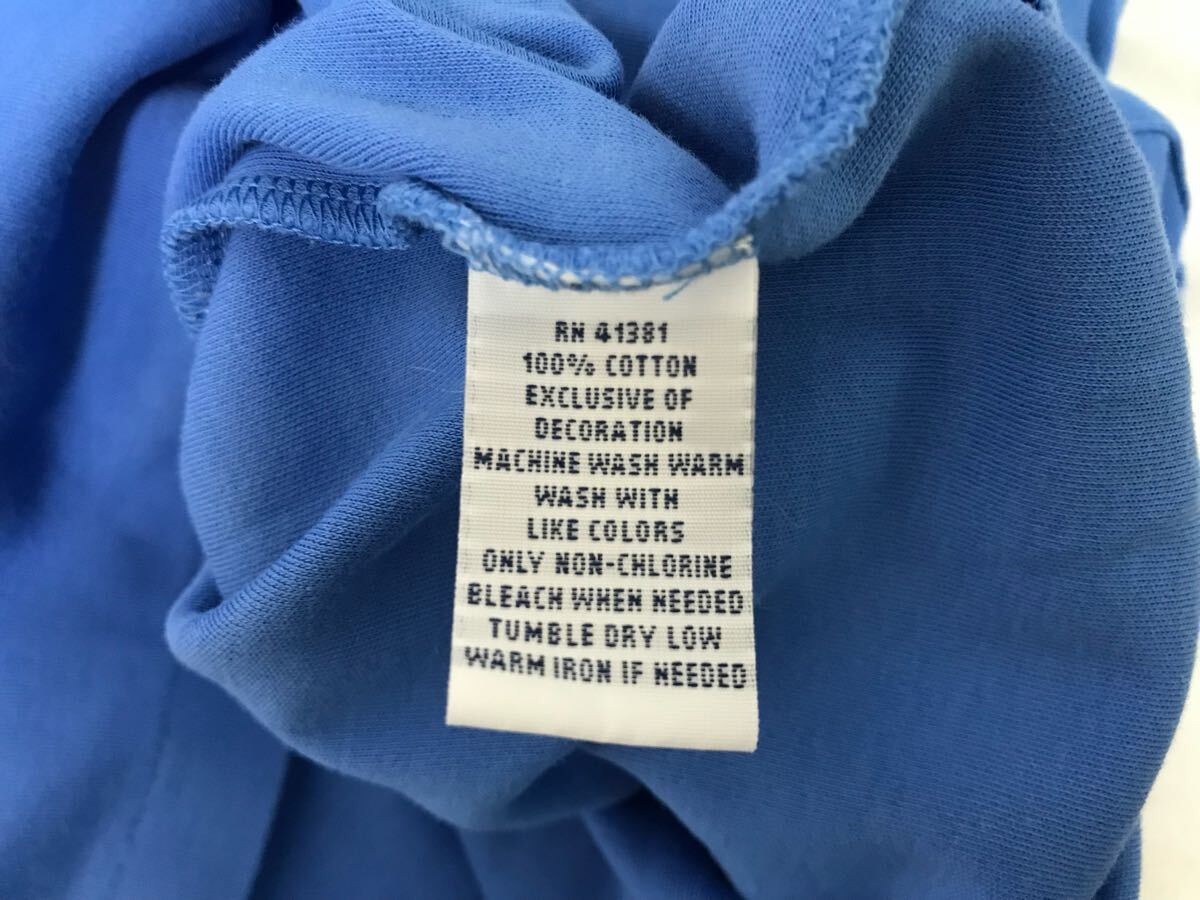 RN 41381
100% COTTON
EXCLUSIVE OF
DECORATION
MACHINE WASH WARM
WASH WITH
LIKE COLORS
ONLY NON-CHLORINE
BLEACH WHEN NEEDED
TUMBLE DRY LOW
WARM IRON IF NEEDED